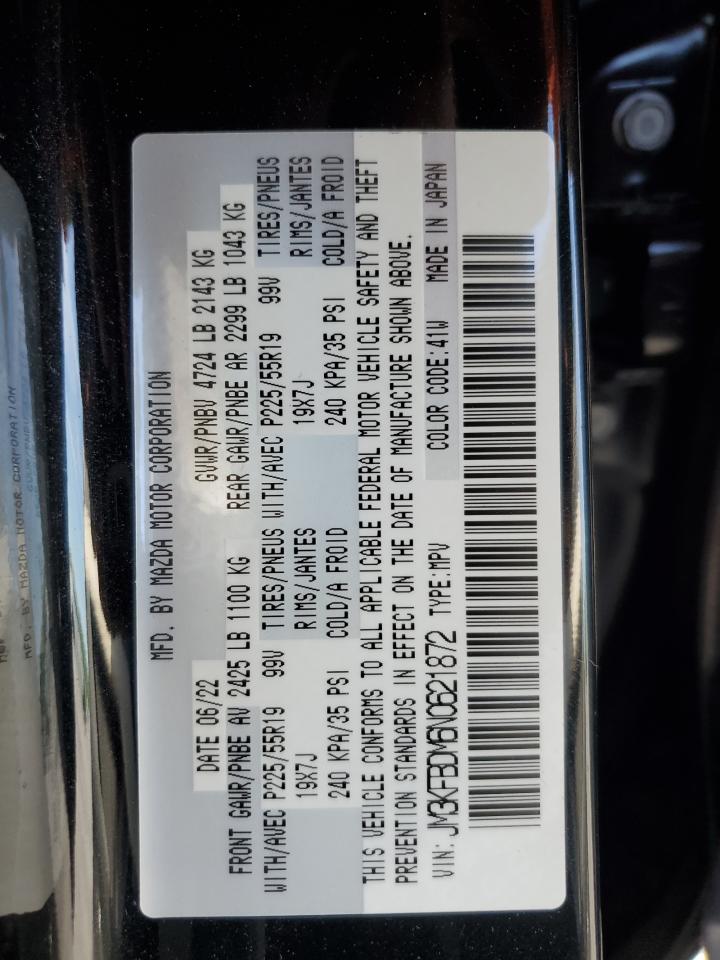 MFD. BY MAZDA MOTOR CORPORATION
DATE 06/22 GVWR/PNBV 4724 LB 2143 KG
FRONT GAWR/PNBE AV 2425 LB 1100 KG REAR GAWR/PNBE AR 2299 LB 1043 KG
WITH/AVEC P225/55R19 99V TIRES/PNEUS WITH/AVEC P225/55R19 99V TIRES/PNEUS
19X7J RIMS/JANTES 19X7J RIMS/JANTES
240 KPA/35 PSI COLD/A FROID 240 KPA/35 PSI COLD/A FROID
THIS VEHICLE CONFORMS TO ALL APPLICABLE FEDERAL MOTOR VEHICLE SAFETY AND THEFT
PREVENTION STANDARDS IN EFFECT ON THE DATE OF MANUFACTURE SHOWN ABOVE.
VIN: JM3KFBDM6N0621872 TYPE:MPV COLOR CODE:41W MADE IN JAPAN
MFD. BY MAZDA MOTOR CORPORATION